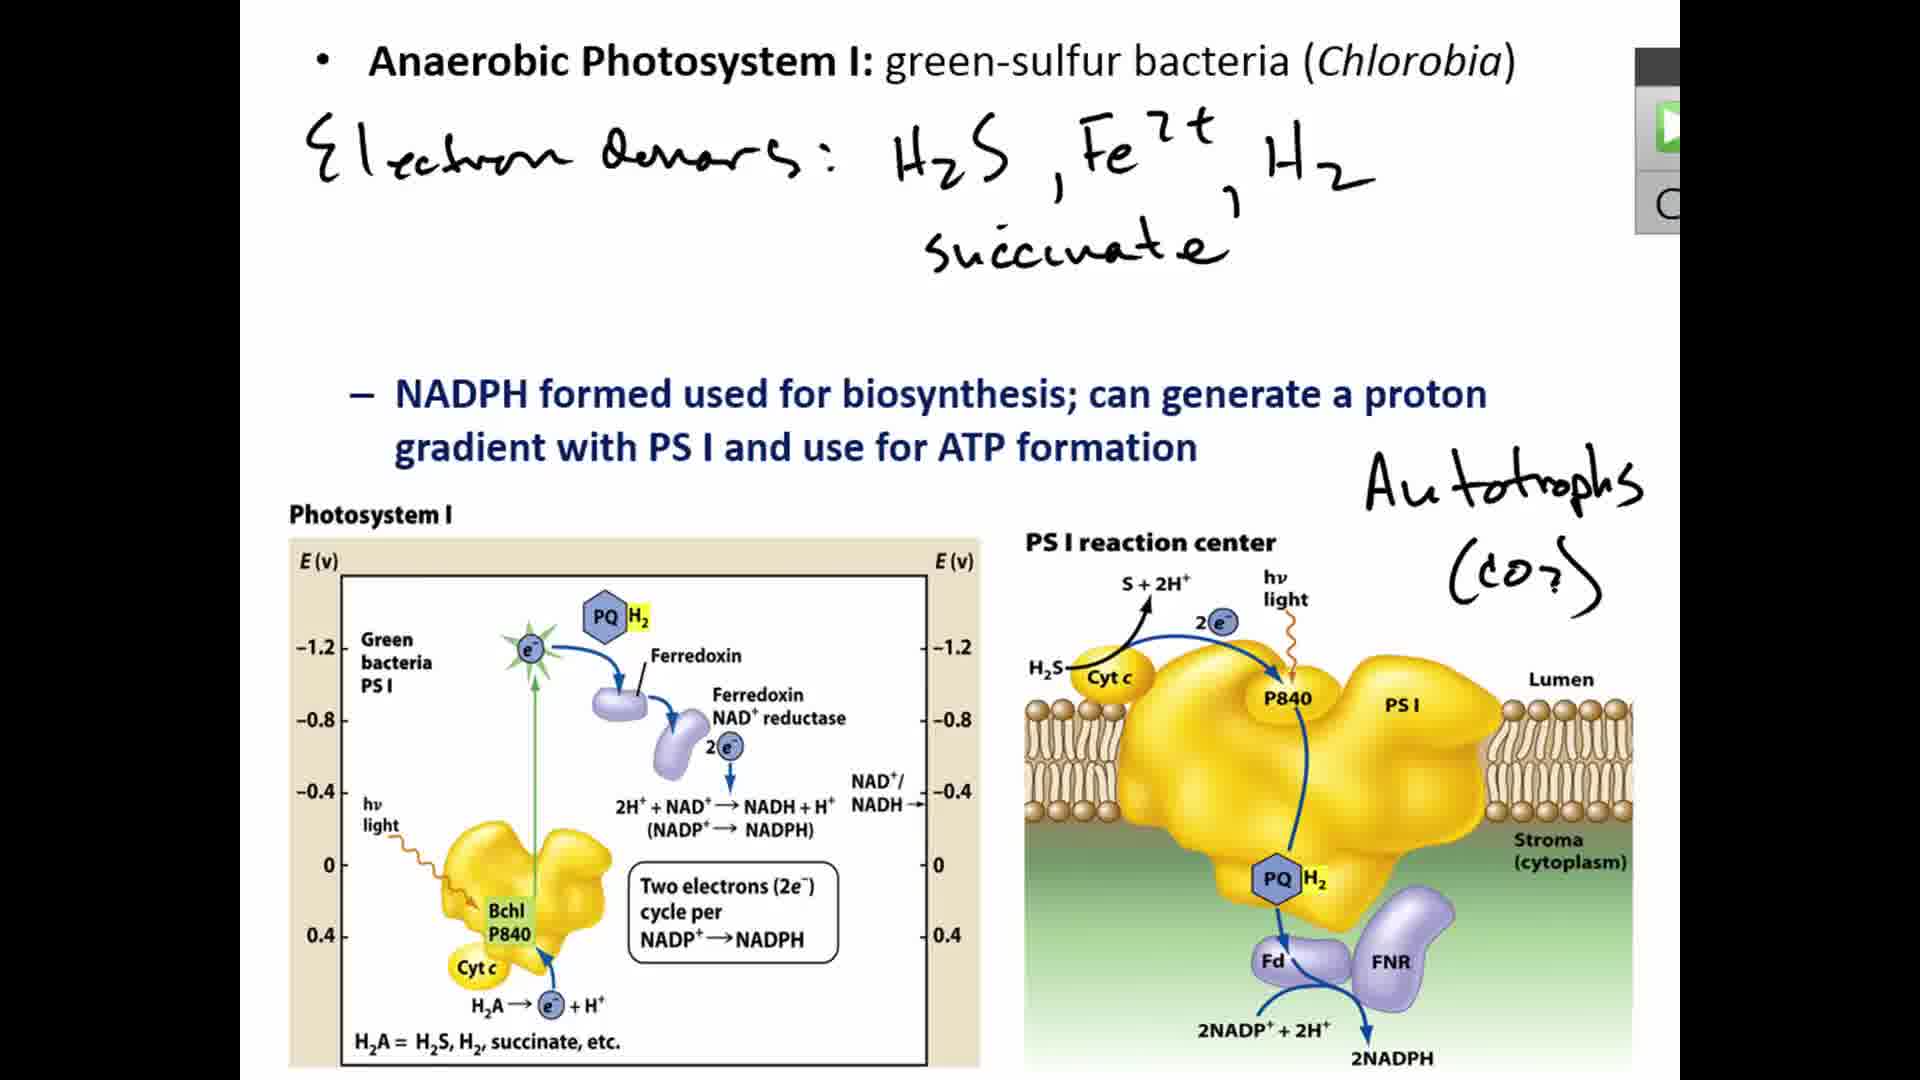 • Anaerobic Photosystem I: green-sulfur bacteria (Chlorobia)
Electron donors: H₂S, Fe²⁺, H₂
succinate
– NADPH formed used for biosynthesis; can generate a proton
gradient with PS I and use for ATP formation
Autotrophs
(CO₂)
Photosystem I
E (v)
E (v)
–1.2
–0.8
–0.4
0
0.4
Green
bacteria
PS I
e⁻
PQ H₂
Ferredoxin
Ferredoxin
NAD⁺ reductase
2 e⁻
2H⁺ + NAD⁺ → NADH + H⁺
(NADP⁺ → NADPH)
NAD⁺/
NADH →
–1.2
–0.8
–0.4
0
0.4
hν
light
Bchl
P840
Cyt c
Two electrons (2e⁻)
cycle per
NADP⁺ → NADPH
H₂A → e⁻ + H⁺
H₂A = H₂S, H₂, succinate, etc.
PS I reaction center
S + 2H⁺
hν
light
2 e⁻
H₂S
Cyt c
P840
PS I
Lumen
Stroma
(cytoplasm)
PQ H₂
Fd
FNR
2NADP⁺ + 2H⁺
2NADPH